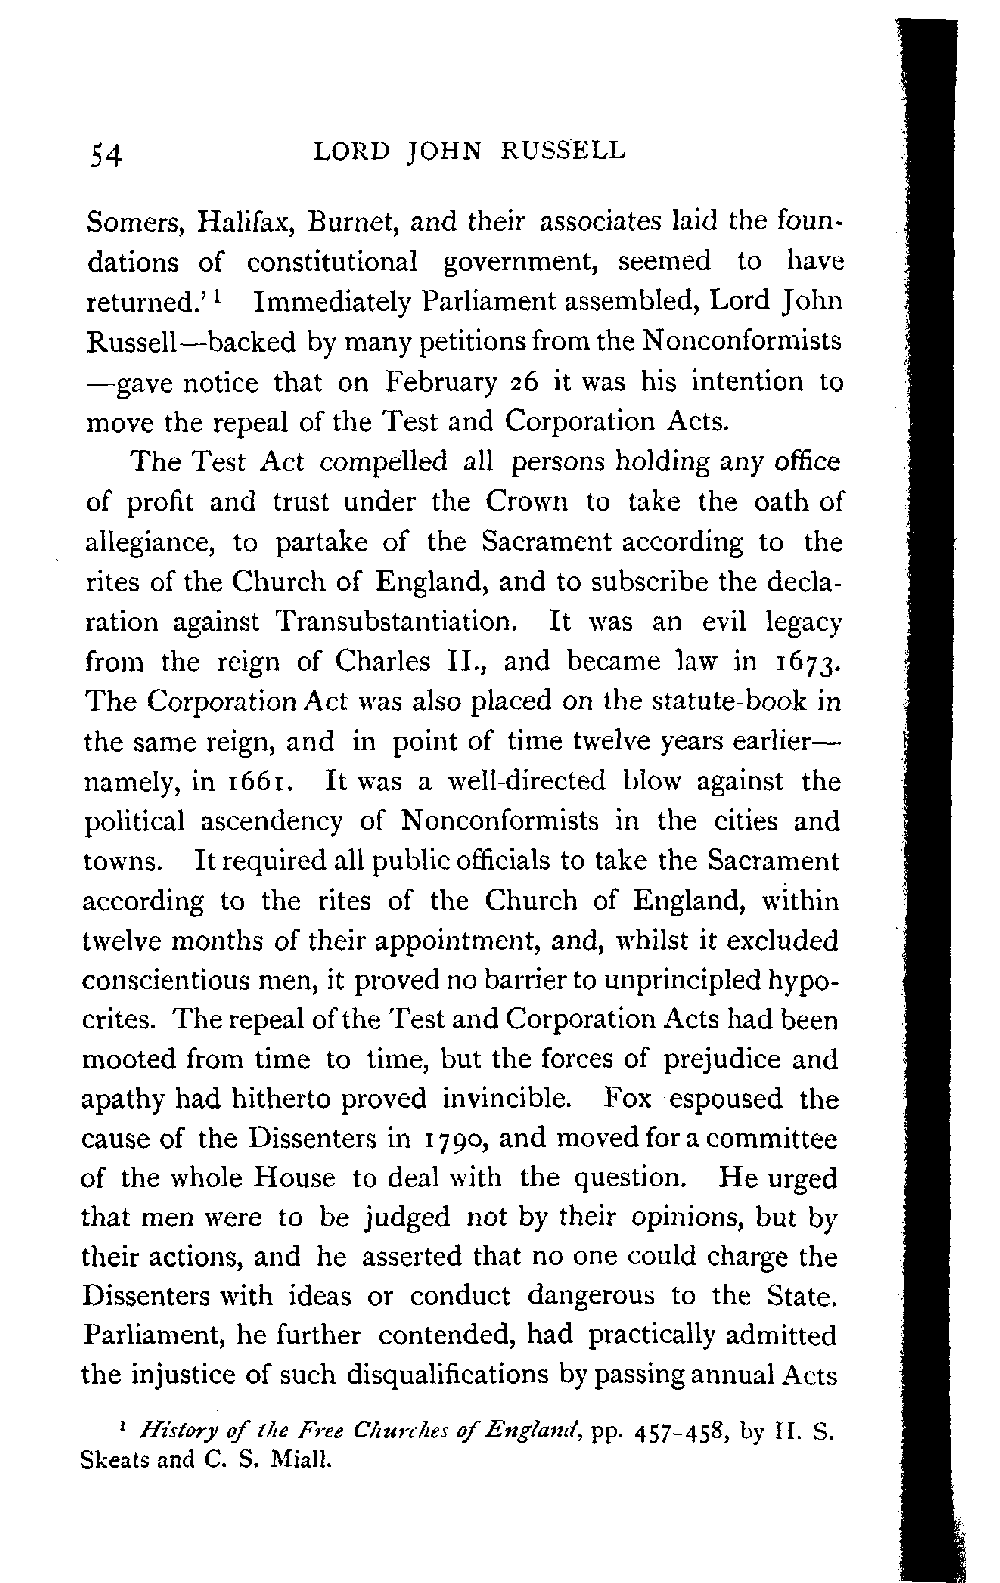 54 LORD JOHN RUSSELL
Somers, Halifax, Burnet, and their associates laid the foun-
dations of constitutional government, seemed to have
returned.' ¹ Immediately Parliament assembled, Lord John
Russell—backed by many petitions from the Nonconformists
—gave notice that on February 26 it was his intention to
move the repeal of the Test and Corporation Acts.
The Test Act compelled all persons holding any office
of profit and trust under the Crown to take the oath of
allegiance, to partake of the Sacrament according to the
rites of the Church of England, and to subscribe the decla-
ration against Transubstantiation. It was an evil legacy
from the reign of Charles II., and became law in 1673.
The Corporation Act was also placed on the statute-book in
the same reign, and in point of time twelve years earlier—
namely, in 1661. It was a well-directed blow against the
political ascendency of Nonconformists in the cities and
towns. It required all public officials to take the Sacrament
according to the rites of the Church of England, within
twelve months of their appointment, and, whilst it excluded
conscientious men, it proved no barrier to unprincipled hypo-
crites. The repeal of the Test and Corporation Acts had been
mooted from time to time, but the forces of prejudice and
apathy had hitherto proved invincible. Fox espoused the
cause of the Dissenters in 1790, and moved for a committee
of the whole House to deal with the question. He urged
that men were to be judged not by their opinions, but by
their actions, and he asserted that no one could charge the
Dissenters with ideas or conduct dangerous to the State.
Parliament, he further contended, had practically admitted
the injustice of such disqualifications by passing annual Acts
¹ History of the Free Churches of England, pp. 457-458, by H. S.
Skeats and C. S. Miall.